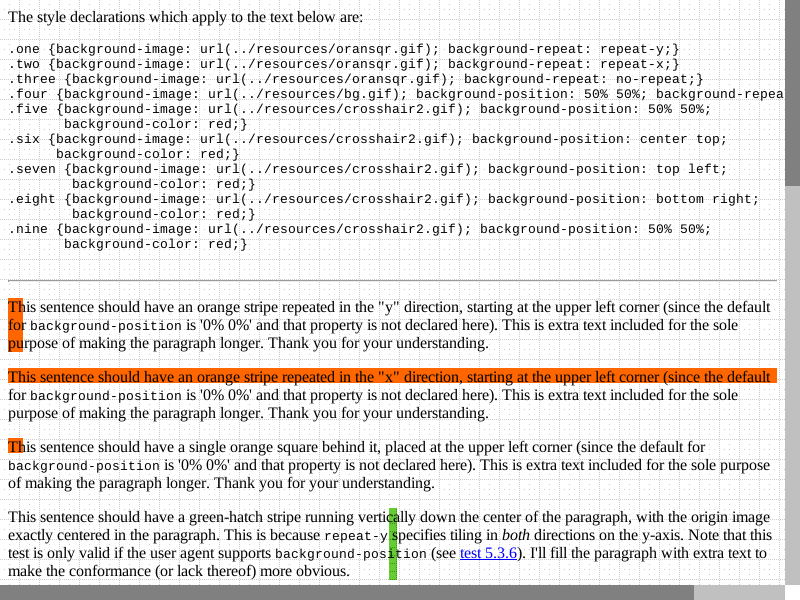 The style declarations which apply to the text below are:
.one {background-image: url(../resources/oransqr.gif); background-repeat: repeat-y;}
.two {background-image: url(../resources/oransqr.gif); background-repeat: repeat-x;}
.three {background-image: url(../resources/oransqr.gif); background-repeat: no-repeat;}
.four {background-image: url(../resources/bg.gif); background-position: 50% 50%; background-repea
.five {background-image: url(../resources/crosshair2.gif); background-position: 50% 50%;
background-color: red;}
.six {background-image: url(../resources/crosshair2.gif); background-position: center top;
background-color: red;}
.seven {background-image: url(../resources/crosshair2.gif); background-position: top left;
background-color: red;}
.eight {background-image: url(../resources/crosshair2.gif); background-position: bottom right;
background-color: red;}
.nine {background-image: url(../resources/crosshair2.gif); background-position: 50% 50%;
background-color: red;}
This sentence should have an orange stripe repeated in the "y" direction, starting at the upper left corner (since the default
for background-position is '0% 0%' and that property is not declared here). This is extra text included for the sole
purpose of making the paragraph longer. Thank you for your understanding.
This sentence should have an orange stripe repeated in the "x" direction, starting at the upper left corner (since the default
for background-position is '0% 0%' and that property is not declared here). This is extra text included for the sole
purpose of making the paragraph longer. Thank you for your understanding.
This sentence should have a single orange square behind it, placed at the upper left corner (since the default for
background-position is '0% 0%' and that property is not declared here). This is extra text included for the sole purpose
of making the paragraph longer. Thank you for your understanding.
This sentence should have a green-hatch stripe running vertically down the center of the paragraph, with the origin image
exactly centered in the paragraph. This is because repeat-y specifies tiling in both directions on the y-axis. Note that this
test is only valid if the user agent supports background-position (see test 5.3.6). I'll fill the paragraph with extra text to
make the conformance (or lack thereof) more obvious.